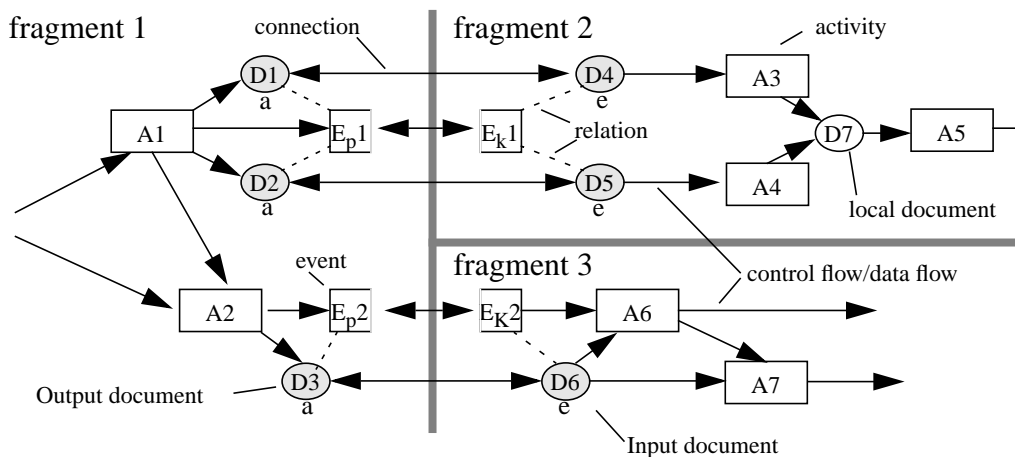 fragment 1
connection
fragment 2
activity
D1
a
D4
e
A3
A1
Ep1
Ek1
relation
D7
A5
D2
a
D5
e
A4
local document
event
fragment 3
control flow/data flow
A2
Ep2
EK2
A6
Output document
D3
a
D6
e
A7
Input document